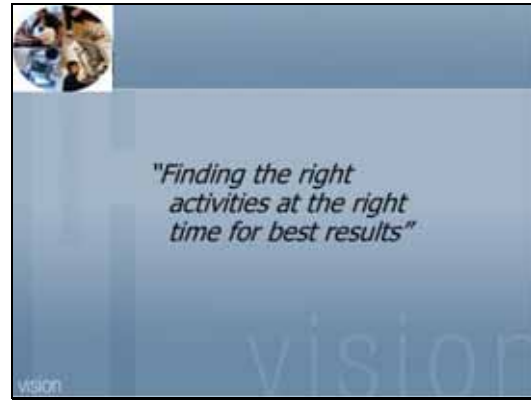 "Finding the right
activities at the right
time for best results"
vision
vision